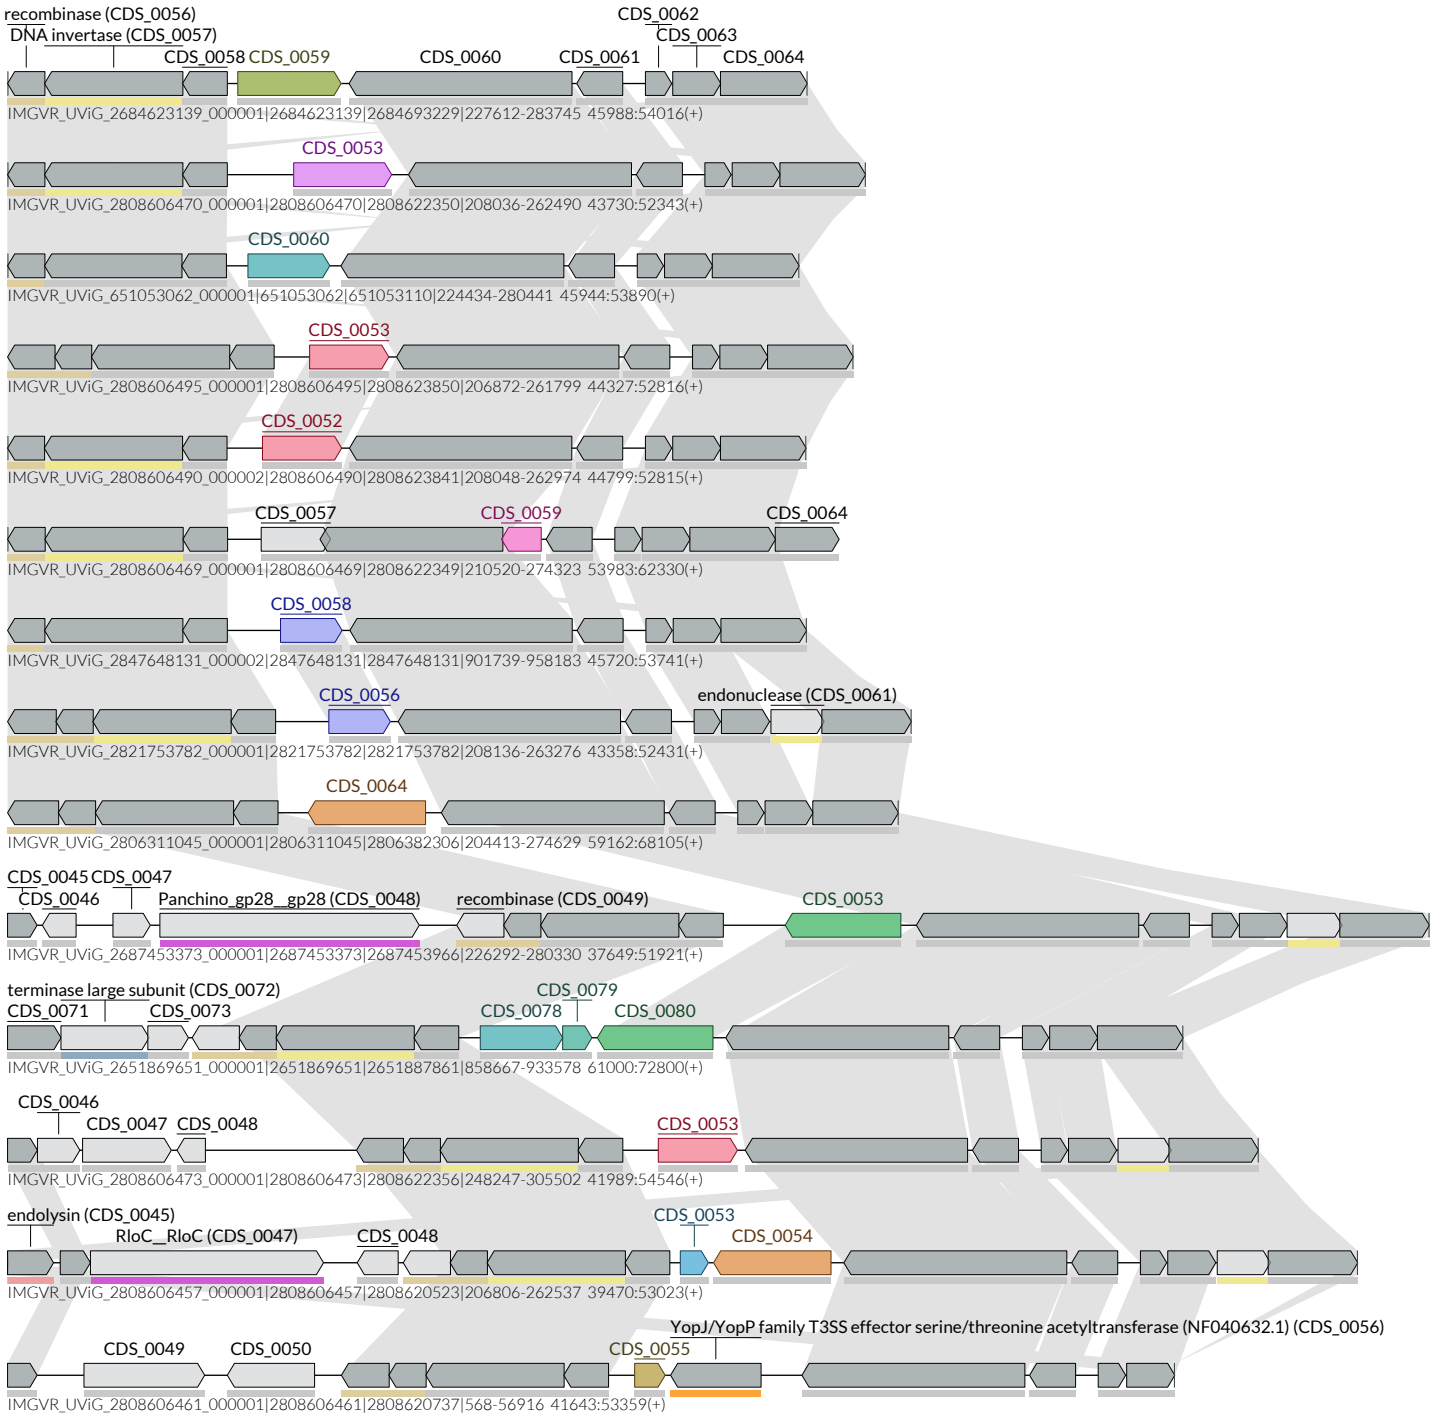 recombinase (CDS_0056)
CDS_0062
DNA invertase (CDS_0057)
CDS_0063
CDS_0058 CDS_0059 CDS_0060 CDS_0061 CDS_0064
IMGVR_UViG_2684623139_000001|2684623139|2684693229|227612-283745 45988:54016(+)
CDS_0053
IMGVR_UViG_2808606470_000001|2808606470|2808622350|208036-262490 43730:52343(+)
CDS_0060
IMGVR_UViG_651053062_000001|651053062|651053110|224434-280441 45944:53890(+)
CDS_0053
IMGVR_UViG_2808606495_000001|2808606495|2808623850|206872-261799 44327:52816(+)
CDS_0052
IMGVR_UViG_2808606490_000002|2808606490|2808623841|208048-262974 44799:52815(+)
CDS_0057 CDS_0059 CDS_0064
IMGVR_UViG_2808606469_000001|2808606469|2808622349|210520-274323 53983:62330(+)
CDS_0058
IMGVR_UViG_2847648131_000002|2847648131|2847648131|901739-958183 45720:53741(+)
CDS_0056 endonuclease (CDS_0061)
IMGVR_UViG_2821753782_000001|2821753782|2821753782|208136-263276 43358:52431(+)
CDS_0064
IMGVR_UViG_2806311045_000001|2806311045|2806382306|204413-274629 59162:68105(+)
CDS_0045 CDS_0047
CDS_0046 Panchino_gp28__gp28 (CDS_0048) recombinase (CDS_0049) CDS_0053
IMGVR_UViG_2687453373_000001|2687453373|2687453966|226292-280330 37649:51921(+)
terminase large subunit (CDS_0072) CDS_0079
CDS_0071 CDS_0073 CDS_0078 CDS_0080
IMGVR_UViG_2651869651_000001|2651869651|2651887861|858667-933578 61000:72800(+)
CDS_0046
CDS_0047 CDS_0048 CDS_0053
IMGVR_UViG_2808606473_000001|2808606473|2808622356|248247-305502 41989:54546(+)
endolysin (CDS_0045) CDS_0053
RloC__RloC (CDS_0047) CDS_0048 CDS_0054
IMGVR_UViG_2808606457_000001|2808606457|2808620523|206806-262537 39470:53023(+)
YopJ/YopP family T3SS effector serine/threonine acetyltransferase (NF040632.1) (CDS_0056)
CDS_0049 CDS_0050 CDS_0055
IMGVR_UViG_2808606461_000001|2808606461|2808620737|568-56916 41643:53359(+)